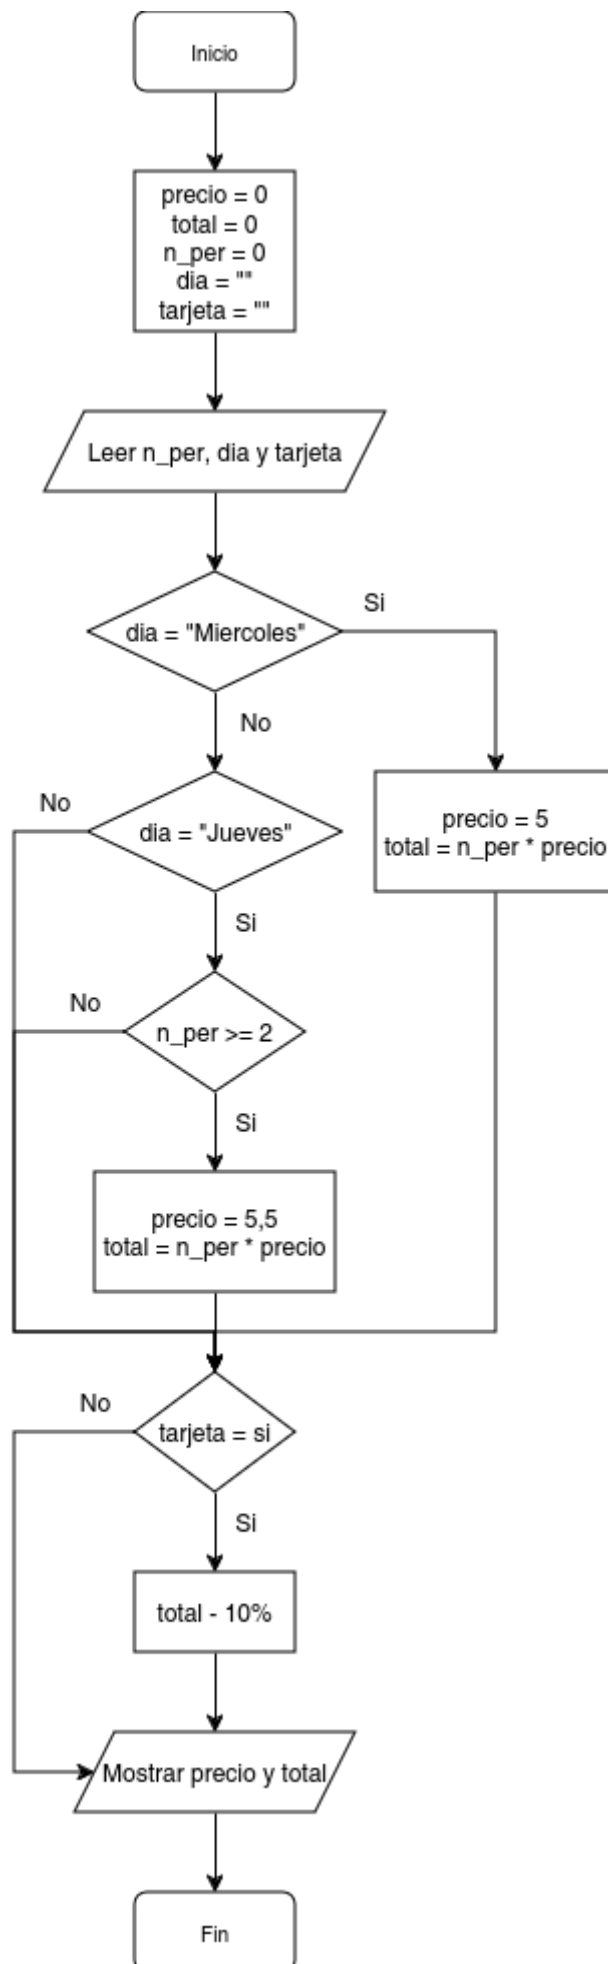 Inicio
precio = 0
total = 0
n_per = 0
dia = ""
tarjeta = ""
Leer n_per, dia y tarjeta
dia = "Miercoles"
Si
No
dia = "Jueves"
No
precio = 5
total = n_per * precio
Si
n_per >= 2
No
Si
precio = 5,5
total = n_per * precio
tarjeta = si
No
Si
total - 10%
Mostrar precio y total
Fin